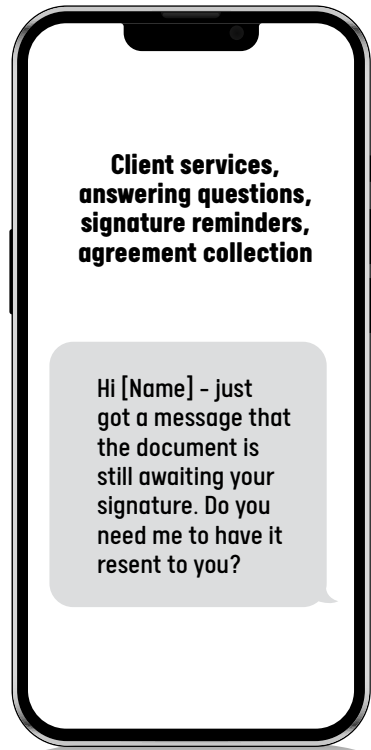 Client services,
answering questions,
signature reminders,
agreement collection
Hi [Name] - just
got a message that
the document is
still awaiting your
signature. Do you
need me to have it
resent to you?